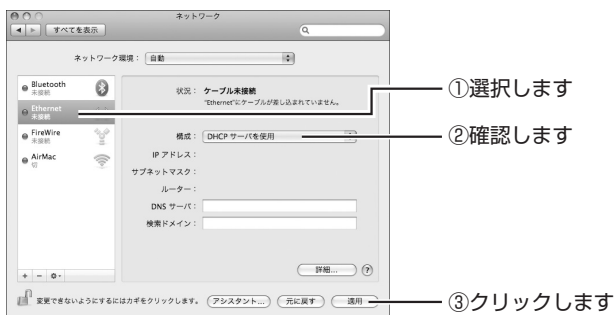 ネットワーク
すべてを表示
ネットワーク環境： 自動
Bluetooth
未接続
Ethernet
未接続
FireWire
未接続
AirMac
切
状況： ケーブル未接続
"Ethernet"にケーブルが差し込まれていません。
構成： DHCP サーバを使用
IP アドレス：
サブネットマスク：
ルーター：
DNS サーバ：
検索ドメイン：
詳細... ?
変更できないようにするにはカギをクリックします。 アシスタント... 元に戻す 適用
①選択します
②確認します
③クリックします